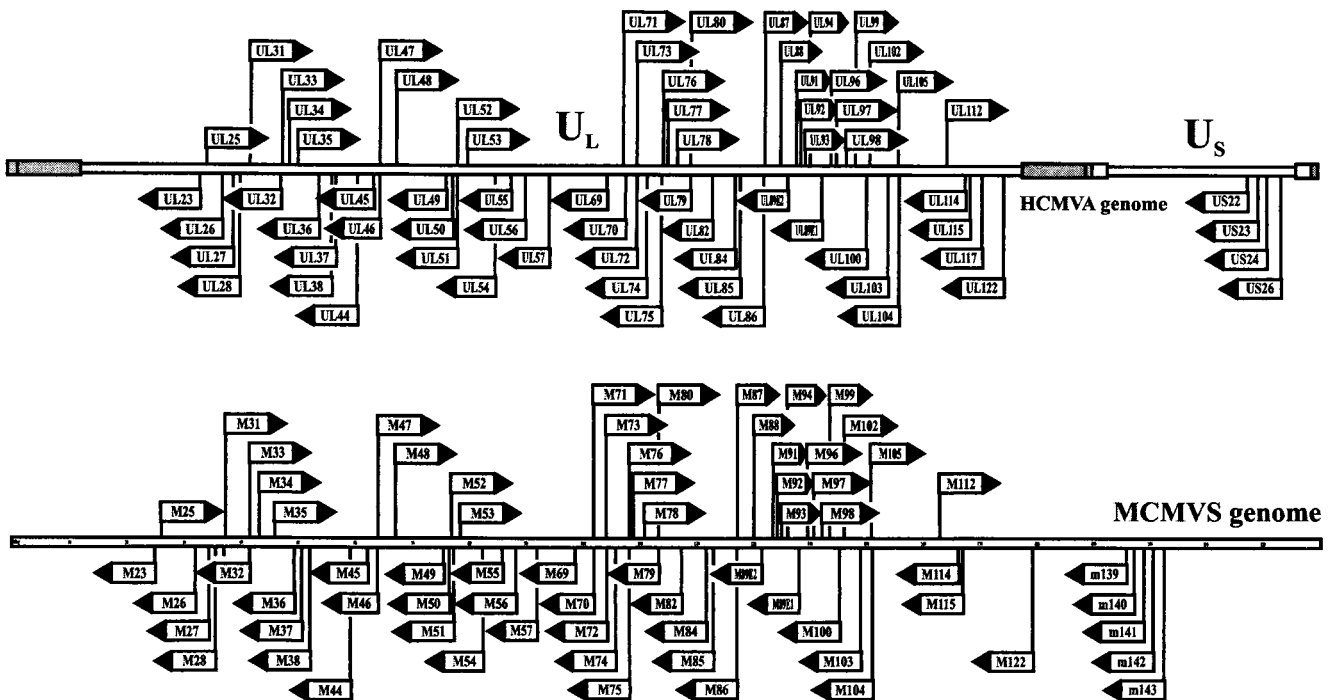 UL71 UL80 UL87 UL94 UL99
UL31 UL47 UL73 UL88 UL102
UL33 UL48 UL76 UL91 UL96 UL105
UL34 UL52 UL77 UL92 UL97 UL112
UL25 UL35 UL53 UL78 UL93 UL98
U_L
U_S
UL23 UL32 UL45 UL49 UL55 UL69 UL79 UL89E2 UL114 US22
HCMVA genome
UL26 UL36 UL46 UL50 UL56 UL70 UL82 UL89E1 UL115 US23
UL27 UL37 UL51 UL57 UL72 UL84 UL100 UL117 US24
UL28 UL38 UL54 UL74 UL85 UL103 UL122 US26
UL44 UL75 UL86 UL104
M71 M80 M87 M94 M99
M31 M47 M73 M88 M102
M33 M48 M76 M91 M96 M105
M34 M52 M77 M92 M97 M112
M25 M35 M53 M78 M93 M98
MCMVS genome
M23 M32 M45 M49 M55 M69 M79 M89E2 M114 m139
M26 M36 M46 M50 M56 M70 M82 M89E1 M115 m140
M27 M37 M51 M57 M72 M84 M100 m141
M28 M38 M54 M74 M85 M103 M122 m142
M44 M75 M86 M104 m143